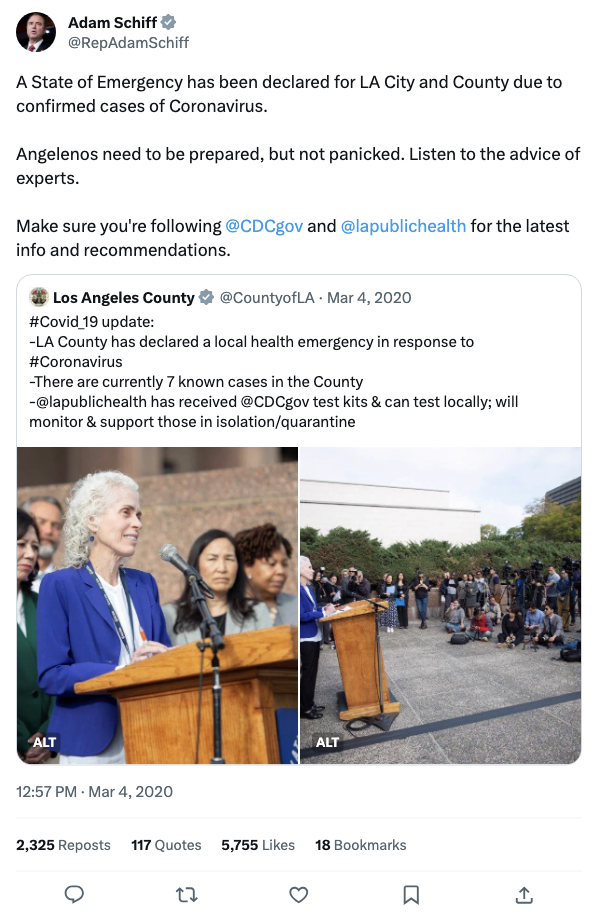 Adam Schiff
@RepAdamSchiff
A State of Emergency has been declared for LA City and County due to
confirmed cases of Coronavirus.
Angelenos need to be prepared, but not panicked. Listen to the advice of
experts.
Make sure you're following @CDCgov and @lapublichealth for the latest
info and recommendations.
Los Angeles County @CountyofLA · Mar 4, 2020
#Covid_19 update:
-LA County has declared a local health emergency in response to
#Coronavirus
-There are currently 7 known cases in the County
-@lapublichealth has received @CDCgov test kits & can test locally; will
monitor & support those in isolation/quarantine
ALT
ALT
12:57 PM · Mar 4, 2020
2,325 Reposts 117 Quotes 5,755 Likes 18 Bookmarks